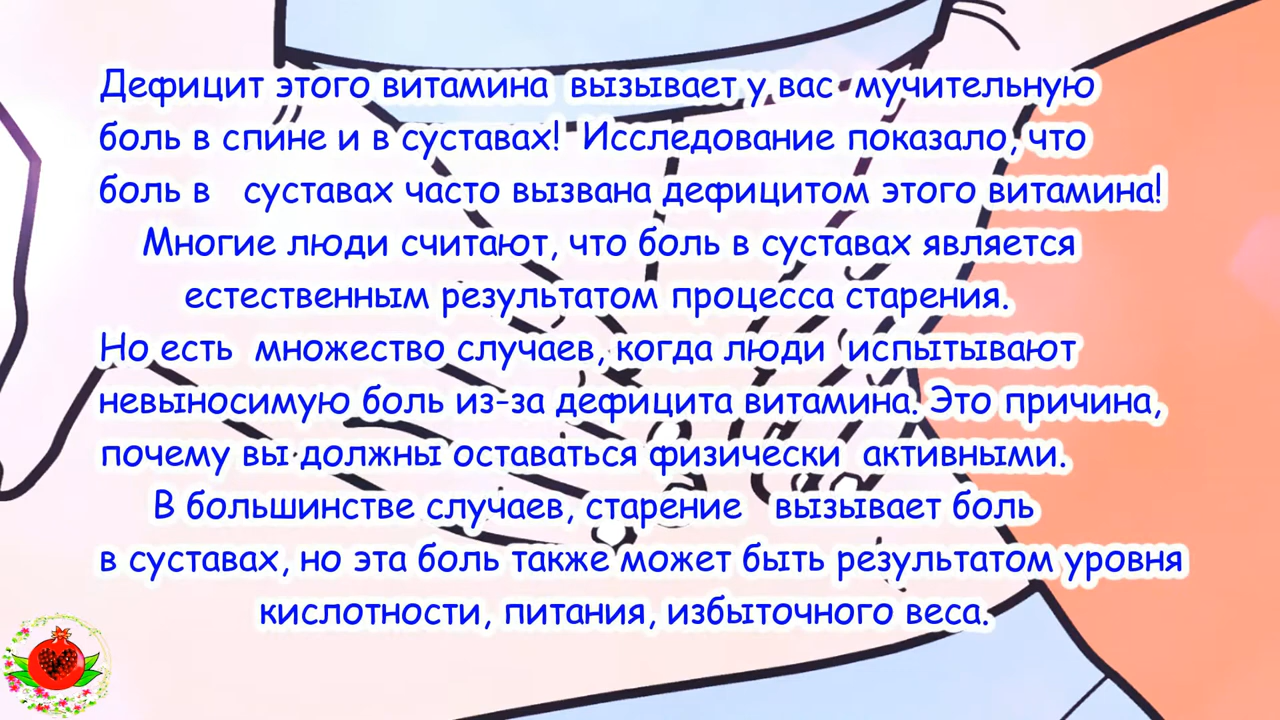 Дефицит этого витамина вызывает у вас мучительную
боль в спине и в суставах! Исследование показало, что
боль в суставах часто вызвана дефицитом этого витамина!
Многие люди считают, что боль в суставах является
естественным результатом процесса старения.
Но есть множество случаев, когда люди испытывают
невыносимую боль из-за дефицита витамина. Это причина,
почему вы должны оставаться физически активными.
В большинстве случаев, старение вызывает боль
в суставах, но эта боль также может быть результатом уровня
кислотности, питания, избыточного веса.